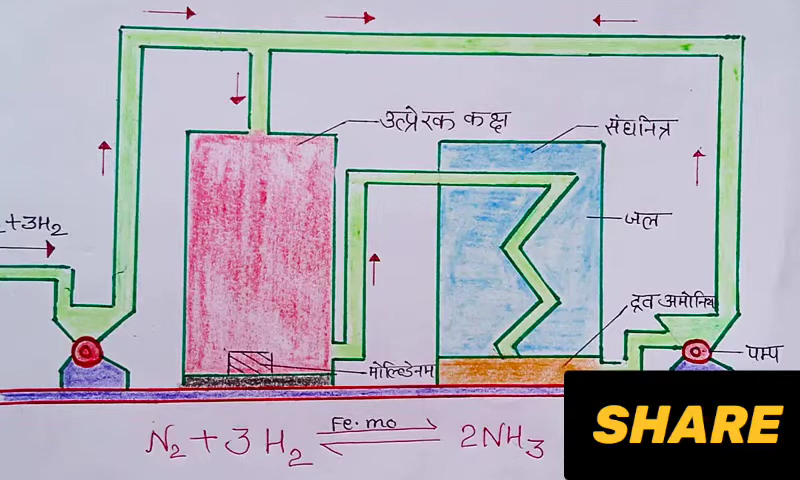 उत्प्रेरक कक्ष
संघनित्र
+3H₂
जल
द्रव अमोनिया
पम्प
मोल्डिेनम
Fe·mo
N₂+3H₂ ⇌ 2NH₃
SHARE